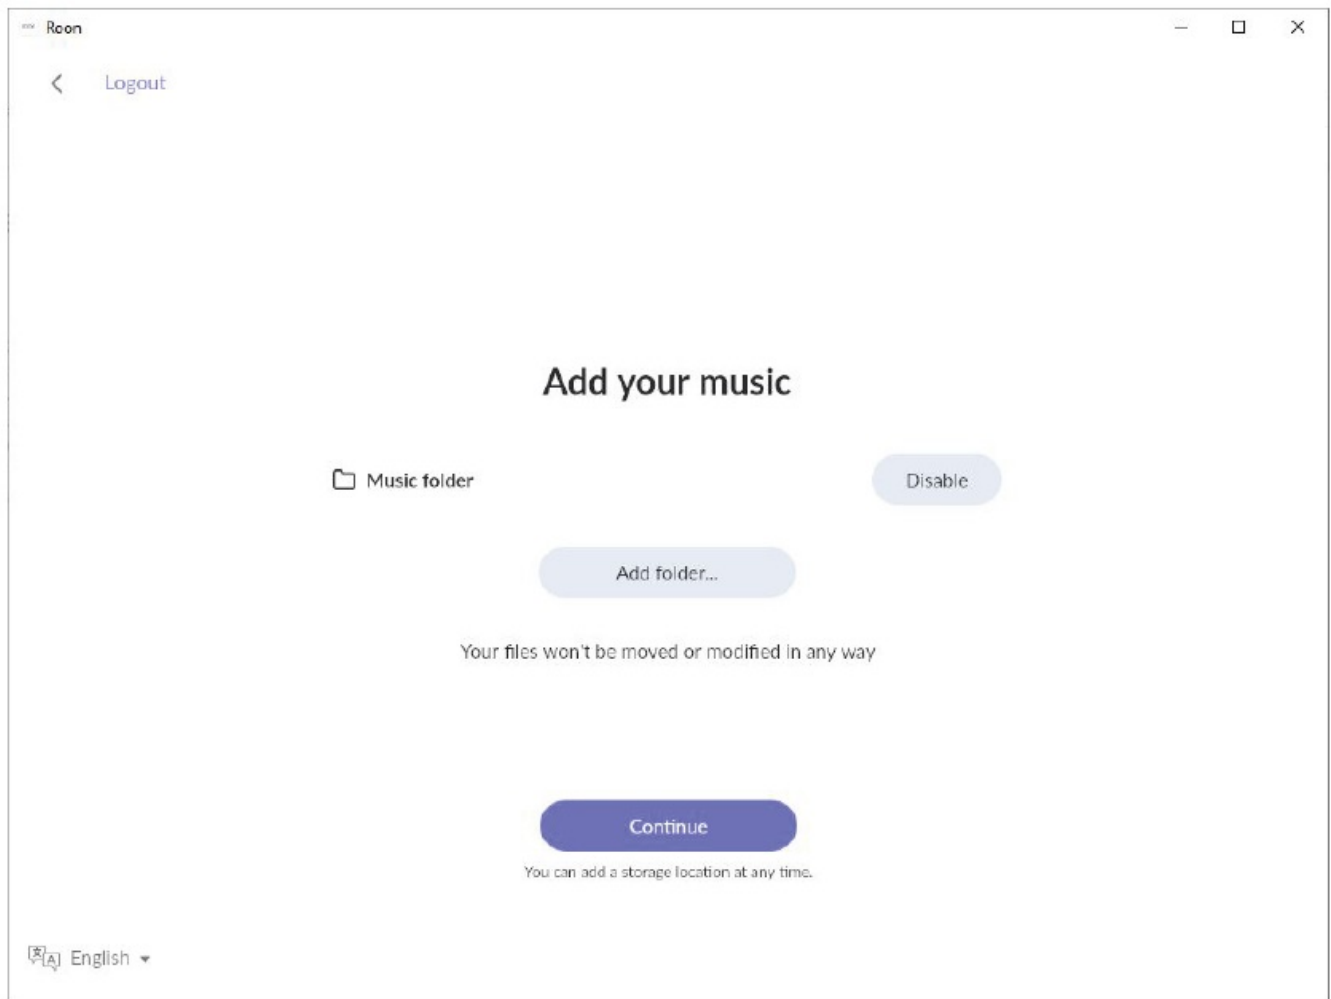 Roon
Logout
Add your music
Music folder
Disable
Add folder...
Your files won't be moved or modified in any way
Continue
You can add a storage location at any time.
English